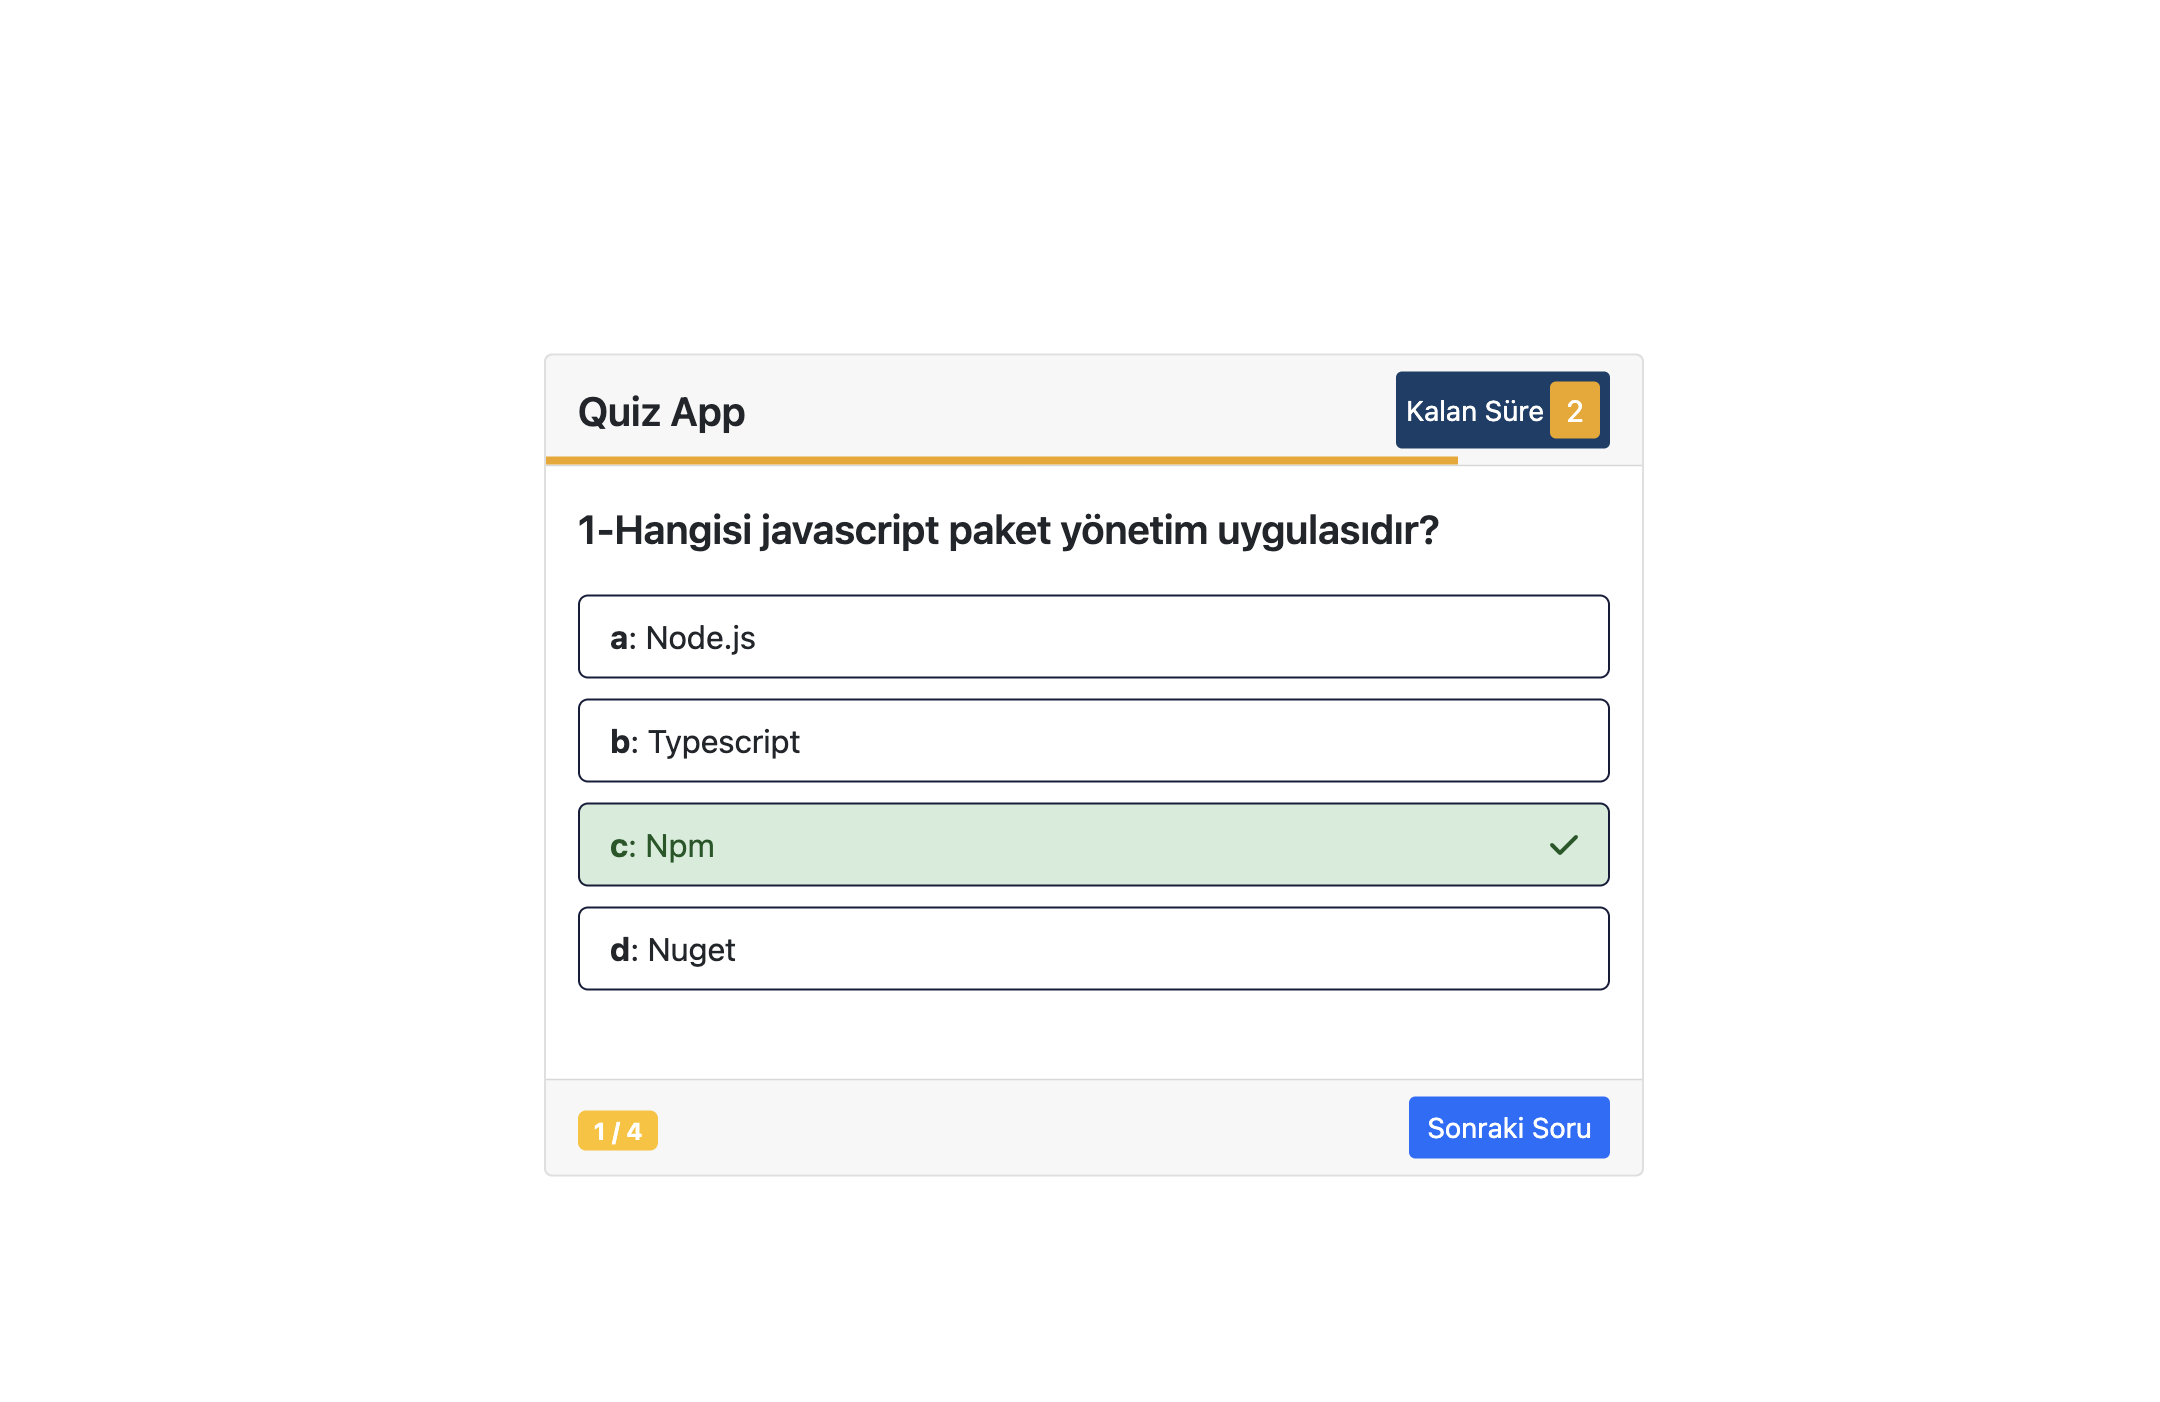 Quiz App
Kalan Süre 2
1-Hangisi javascript paket yönetim uygulasıdır?
a: Node.js
b: Typescript
c: Npm
d: Nuget
1 / 4
Sonraki Soru